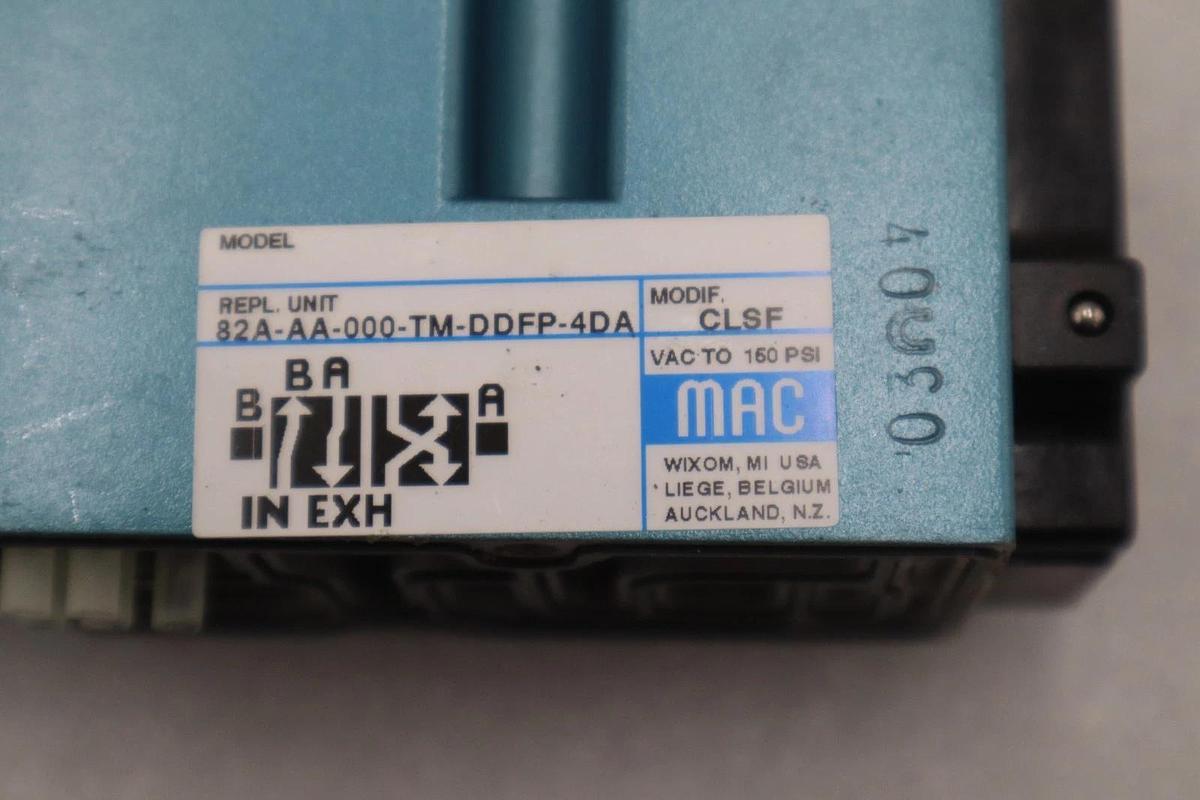 MODEL
REPL. UNIT
82A-AA-000-TM-DDFP-4DA
MODIF.
CLSF
VAC TO 150 PSI
MAC
WIXOM, MI USA
LIEGE, BELGIUM
AUCKLAND, N.Z.
B A
B
A
IN EXH